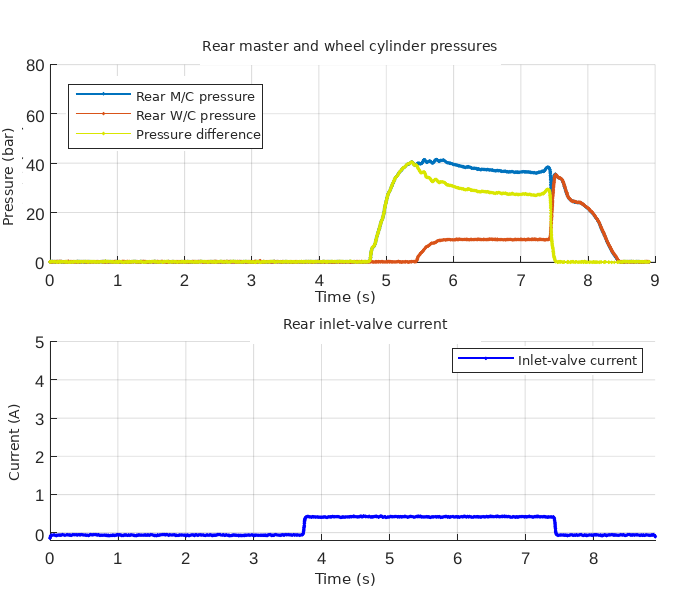 Rear master and wheel cylinder pressures
80
60
40
20
0
Pressure (bar)
Rear M/C pressure
Rear W/C pressure
Pressure difference
0 1 2 3 4 5 6 7 8 9
Time (s)
Rear inlet-valve current
5
4
3
2
1
0
Current (A)
Inlet-valve current
0 1 2 3 4 5 6 7 8
Time (s)